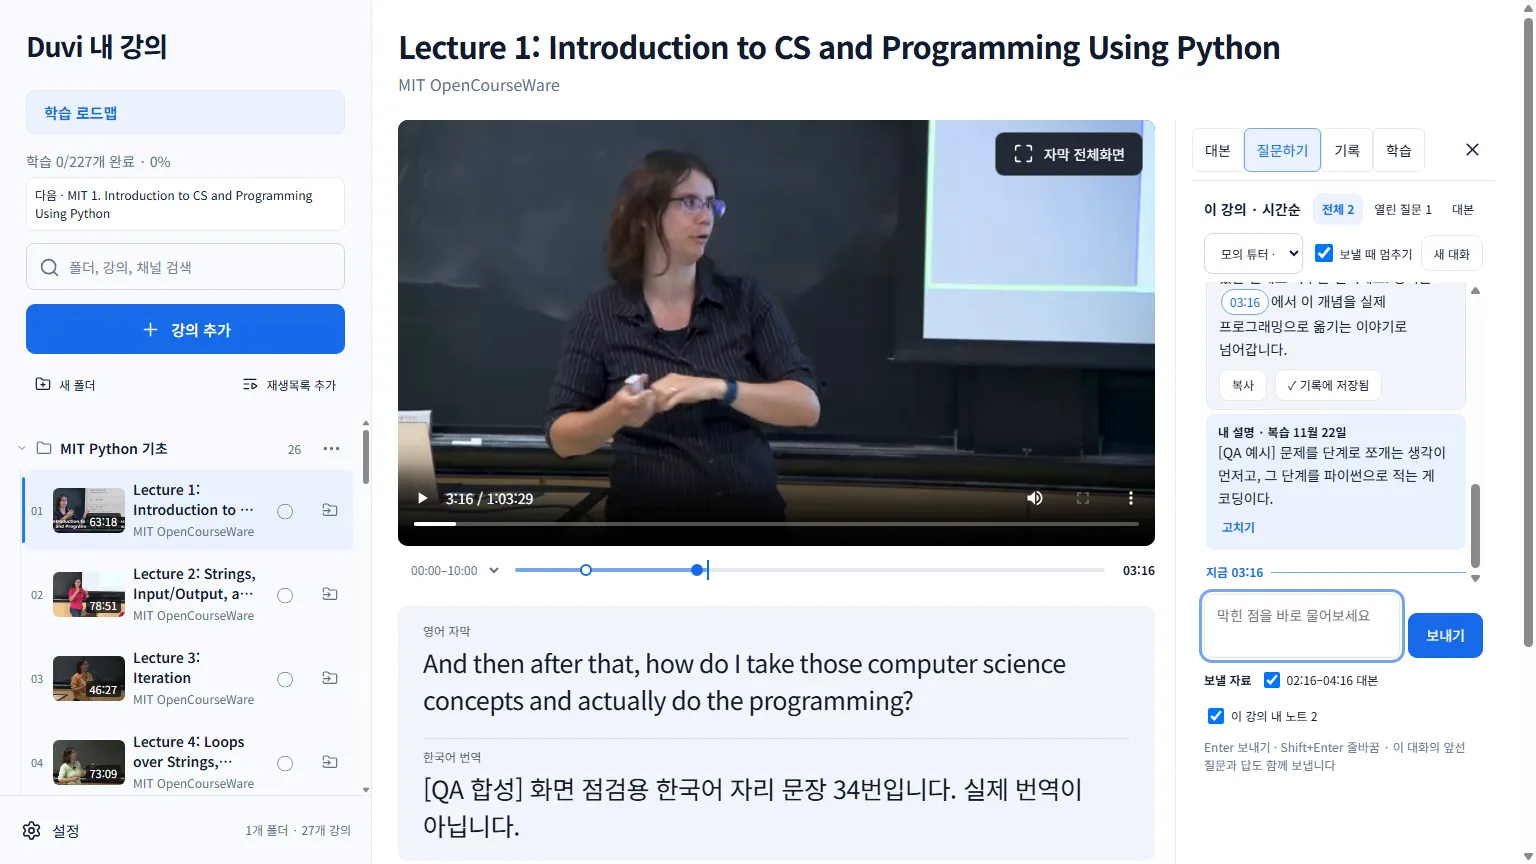 Duvi 내 강의
학습 로드맵
학습 0/227개 완료 · 0%
다음 · MIT 1. Introduction to CS and Programming
Using Python
폴더, 강의, 채널 검색
강의 추가
새 폴더
재생목록 추가
MIT Python 기초
26
01
63:18
Lecture 1:
Introduction to ···
MIT OpenCourseWare
02
78:51
Lecture 2: Strings,
Input/Output, a···
MIT OpenCourseWare
03
46:27
Lecture 3:
Iteration
MIT OpenCourseWare
04
73:09
Lecture 4: Loops
over Strings,···
MIT OpenCourseWare
설정
1개 폴더 · 27개 강의
Lecture 1: Introduction to CS and Programming Using Python
MIT OpenCourseWare
자막 전체화면
3:16 / 1:03:29
00:00–10:00
03:16
영어 자막
And then after that, how do I take those computer science
concepts and actually do the programming?
한국어 번역
[QA 합성] 화면 점검용 한국어 자리 문장 34번입니다. 실제 번역이
아닙니다.
대본
질문하기
기록
학습
이 강의 · 시간순
전체 2
열린 질문 1
대본
모의 튜터 ·
보낼 때 멈추기
새 대화
03:16 에서 이 개념을 실제
프로그래밍으로 옮기는 이야기로
넘어갑니다.
복사
✓ 기록에 저장됨
내 설명 · 복습 11월 22일
[QA 예시] 문제를 단계로 쪼개는 생각이
먼저고, 그 단계를 파이썬으로 적는 게
코딩이다.
고치기
지금 03:16
막힌 점을 바로 물어보세요
보내기
보낼 자료
02:16–04:16 대본
이 강의 내 노트 2
Enter 보내기 · Shift+Enter 줄바꿈 · 이 대화의 앞선
질문과 답도 함께 보냅니다